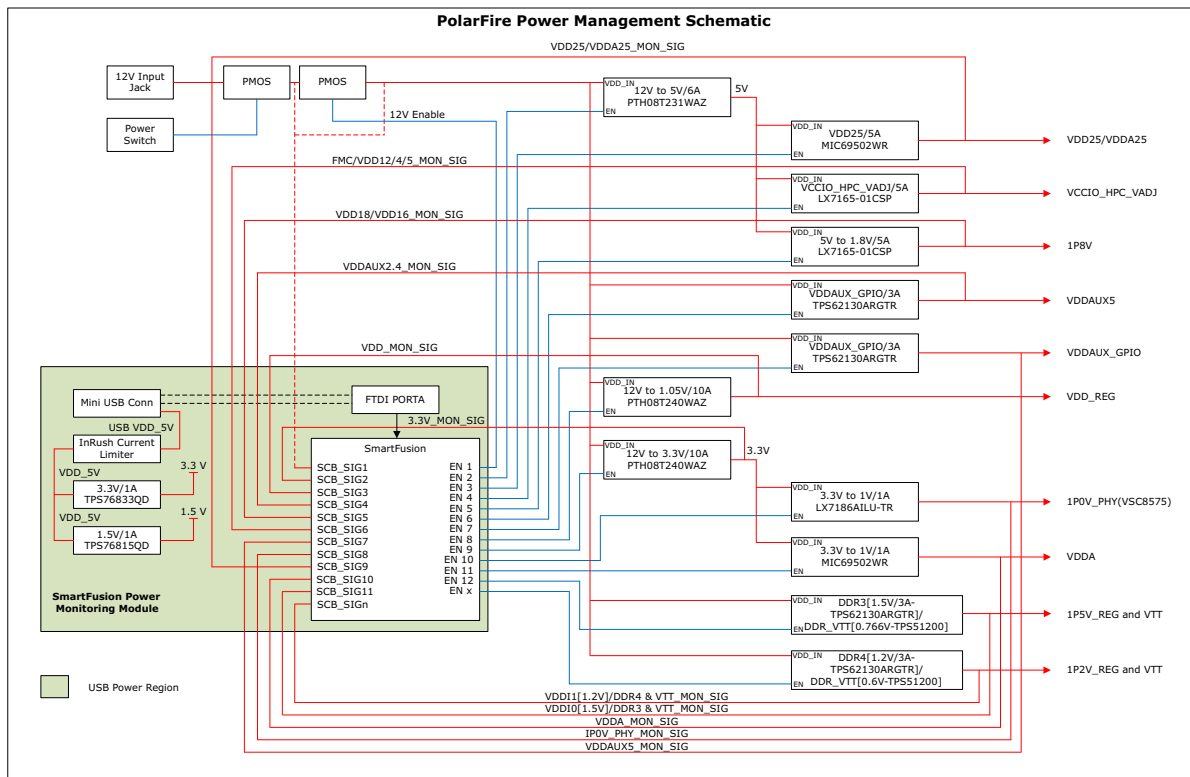 PolarFire Power Management Schematic
VDD25/VDDA25_MON_SIG
12V Input
Jack
PMOS
PMOS
VDD_IN
12V to 5V/6A
PTH08T231WAZ
EN
5V
12V Enable
Power
Switch
VDD_IN
VDD25/5A
MIC69502WR
EN
VDD25/VDDA25
FMC/VDD12/4/5_MON_SIG
VDD_IN
VCCIO_HPC_VADJ/5A
LX7165-01CSP
EN
VCCIO_HPC_VADJ
VDD18/VDD16_MON_SIG
VDD_IN
5V to 1.8V/5A
LX7165-01CSP
EN
1P8V
VDDAUX2.4_MON_SIG
VDD_IN
VDDAUX_GPIO/3A
TPS62130ARGTR
EN
VDDAUX5
VDD_MON_SIG
VDD_IN
VDDAUX_GPIO/3A
TPS62130ARGTR
EN
VDDAUX_GPIO
VDD_IN
12V to 1.05V/10A
PTH08T240WAZ
EN
VDD_REG
Mini USB Conn
FTDI PORTA
USB VDD_5V
3.3V_MON_SIG
InRush Current
Limiter
VDD_5V
3.3 V
3.3V/1A
TPS76833QD
VDD_5V
1.5 V
1.5V/1A
TPS76815QD
SmartFusion Power
Monitoring Module
SmartFusion
SCB_SIG1
SCB_SIG2
SCB_SIG3
SCB_SIG4
SCB_SIG5
SCB_SIG6
SCB_SIG7
SCB_SIG8
SCB_SIG9
SCB_SIG10
SCB_SIG11
SCB_SIGn
EN 1
EN 2
EN 3
EN 4
EN 5
EN 6
EN 7
EN 8
EN 9
EN 10
EN 11
EN 12
EN x
VDD_IN
12V to 3.3V/10A
PTH08T240WAZ
EN
3.3V
VDD_IN
3.3V to 1V/1A
LX7186AILU-TR
EN
1P0V_PHY(VSC8575)
VDD_IN
3.3V to 1V/1A
MIC69502WR
EN
VDDA
VDD_IN
DDR3[1.5V/3A-
TPS62130ARGTR]/
DDR_VTT[0.766V-TPS51200]
EN
1P5V_REG and VTT
VDD_IN
DDR4[1.2V/3A-
TPS62130ARGTR]/
DDR_VTT[0.6V-TPS51200]
EN
1P2V_REG and VTT
USB Power Region
VDDI1[1.2V]/DDR4 & VTT_MON_SIG
VDDI0[1.5V]/DDR3 & VTT_MON_SIG
VDDA_MON_SIG
IP0V_PHY_MON_SIG
VDDAUX5_MON_SIG